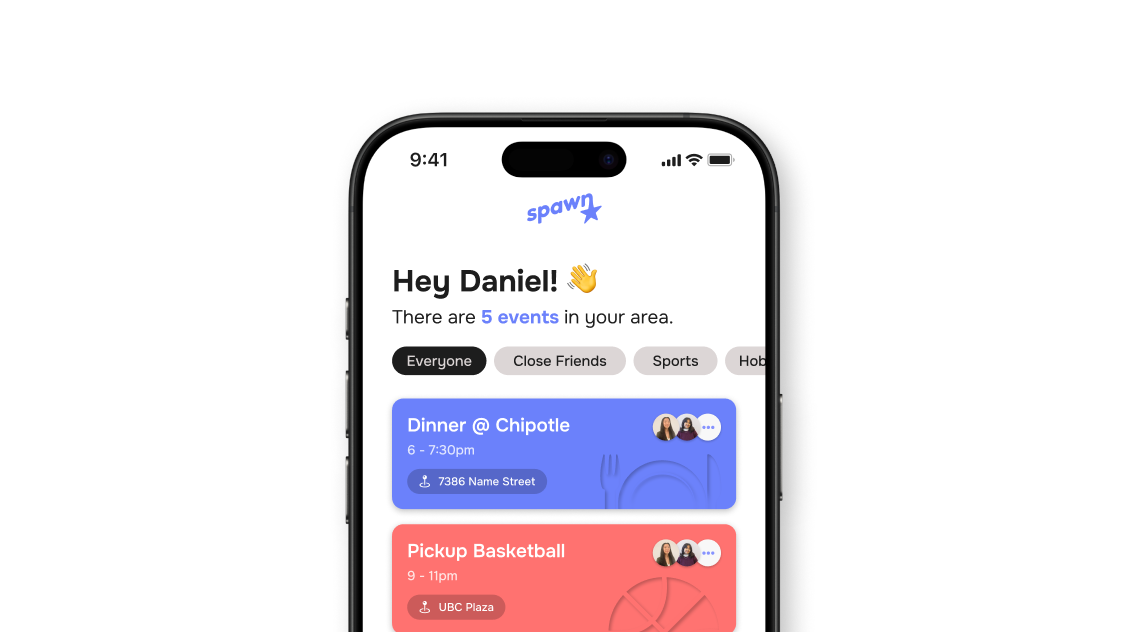 9:41
spawn
Hey Daniel! 👋
There are 5 events in your area.
Everyone Close Friends Sports Hob
Dinner @ Chipotle
6 - 7:30pm
7386 Name Street
Pickup Basketball
9 - 11pm
UBC Plaza